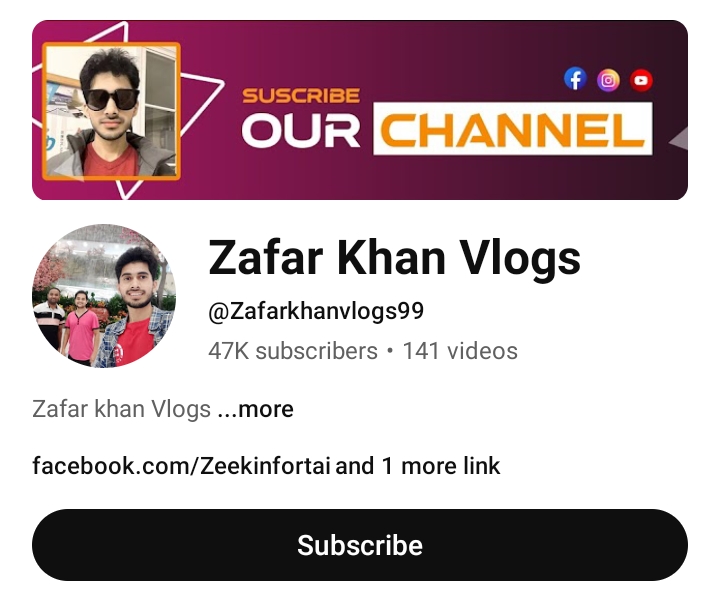 SUSCRIBE
OUR CHANNEL
Zafar Khan Vlogs
@Zafarkhanvlogs99
47K subscribers • 141 videos
Zafar khan Vlogs ...more
facebook.com/Zeekinfortai and 1 more link
Subscribe